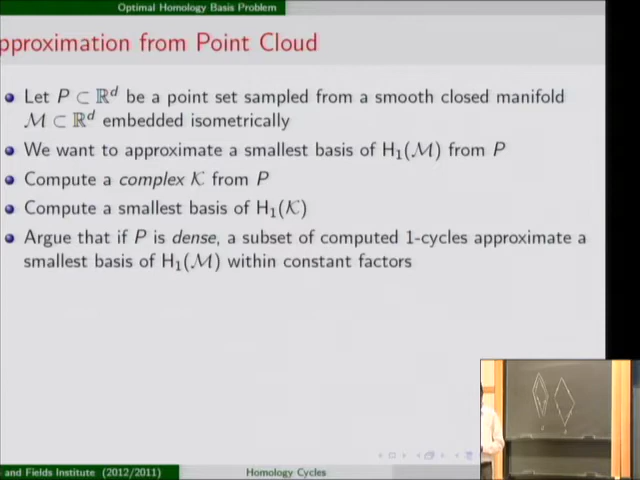 Optimal Homology Basis Problem
pproximation from Point Cloud
Let P ⊂ ℝᵈ be a point set sampled from a smooth closed manifold
ℳ ⊂ ℝᵈ embedded isometrically
We want to approximate a smallest basis of H₁(ℳ) from P
Compute a complex 𝒦 from P
Compute a smallest basis of H₁(𝒦)
Argue that if P is dense, a subset of computed 1-cycles approximate a
smallest basis of H₁(ℳ) within constant factors
and Fields Institute (2012/2011) Homology Cycles